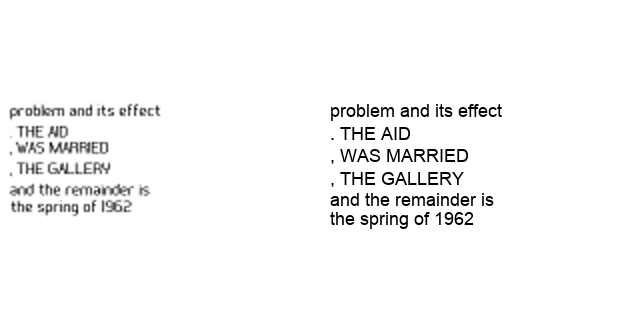 problem and its effect
. THE AID
, WAS MARRIED
, THE GALLERY
and the remainder is
the spring of 1962
problem and its effect
. THE AID
, WAS MARRIED
, THE GALLERY
and the remainder is
the spring of 1962